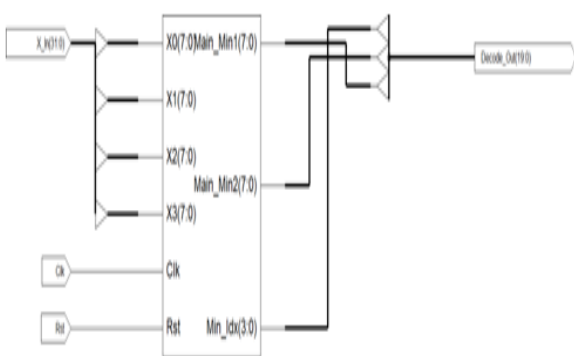 X_In(31:0)
X0(7:0)Main_Min1(7:0)
Decode_Out(19:0)
X1(7:0)
X2(7:0)
Main_Min2(7:0)
X3(7:0)
Clk
Clk
Rst
Rst
Min_Idx(3:0)